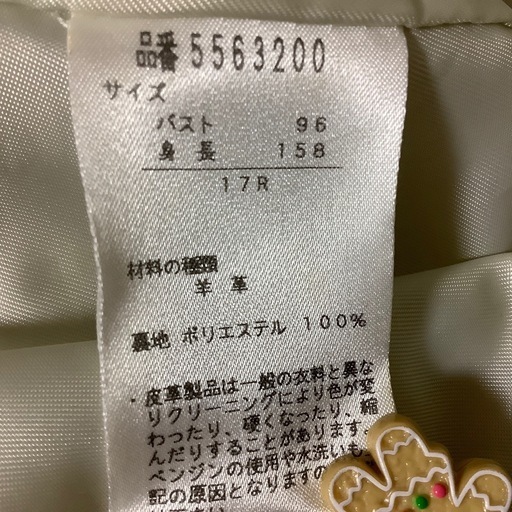 品番 5563200
サイズ
バスト 96
身長 158
17R
材料の種類
羊革
裏地 ポリエステル 100%
・皮革製品は一般の衣料と異な
りクリーニングにより色が変
わったり、硬くなったり、縮
んだりすることがあります。
ベンジンの使用や水洗いも
記の原因となりますの